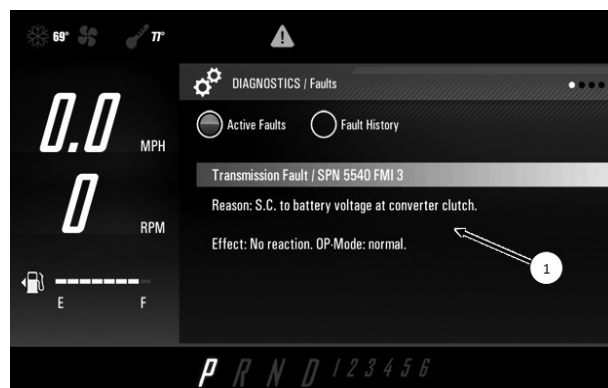 69° 77°
DIAGNOSTICS / Faults
Active Faults Fault History
0.0 MPH
Transmission Fault / SPN 5540 FMI 3
Reason: S.C. to battery voltage at converter clutch.
0 RPM
Effect: No reaction. OP-Mode: normal.
1
E F
P R N D 1 2 3 4 5 6